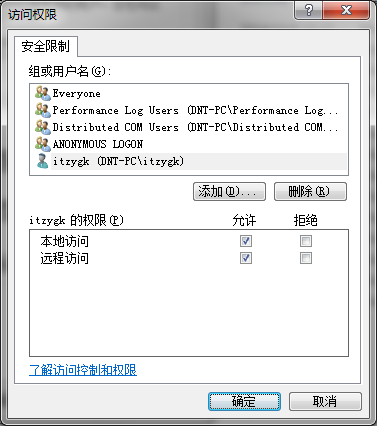 访问权限
安全限制
组或用户名(G):
Everyone
Performance Log Users (DNT-PC\Performance Log...
Distributed COM Users (DNT-PC\Distributed COM...
ANONYMOUS LOGON
itzygk (DNT-PC\itzygk)
添加(D)... 删除(R)
itzygk 的权限(P) 允许 拒绝
本地访问
远程访问
了解访问控制和权限
确定 取消